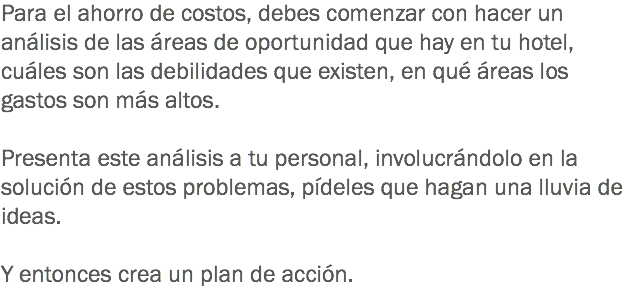 Para el ahorro de costos, debes comenzar con hacer un
análisis de las áreas de oportunidad que hay en tu hotel,
cuáles son las debilidades que existen, en qué áreas los
gastos son más altos.
Presenta este análisis a tu personal, involucrándolo en la
solución de estos problemas, pídeles que hagan una lluvia de
ideas.
Y entonces crea un plan de acción.